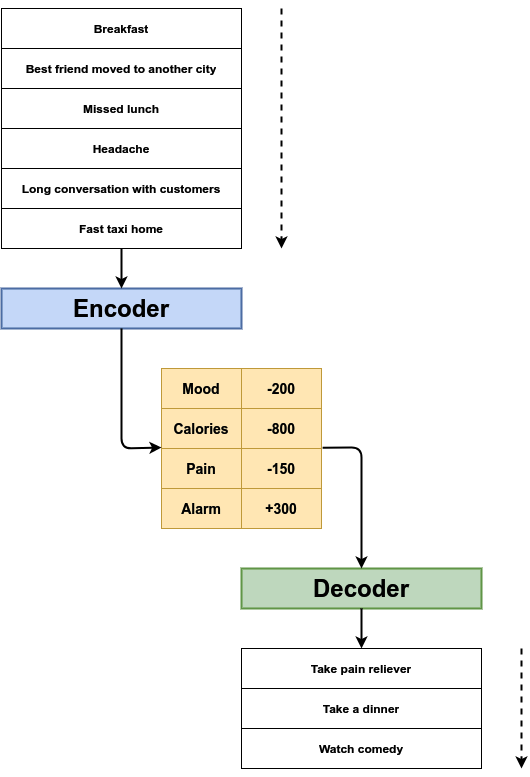 Breakfast
Best friend moved to another city
Missed lunch
Headache
Long conversation with customers
Fast taxi home
Encoder
Mood -200
Calories -800
Pain -150
Alarm +300
Decoder
Take pain reliever
Take a dinner
Watch comedy